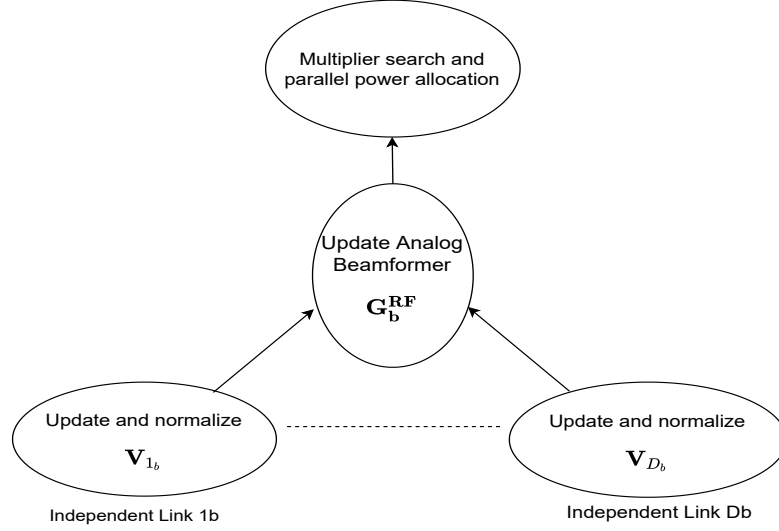 Multiplier search and
parallel power allocation
Update Analog
Beamformer
G_b^RF
Update and normalize
V_{1_b}
Independent Link 1b
Update and normalize
V_{D_b}
Independent Link Db